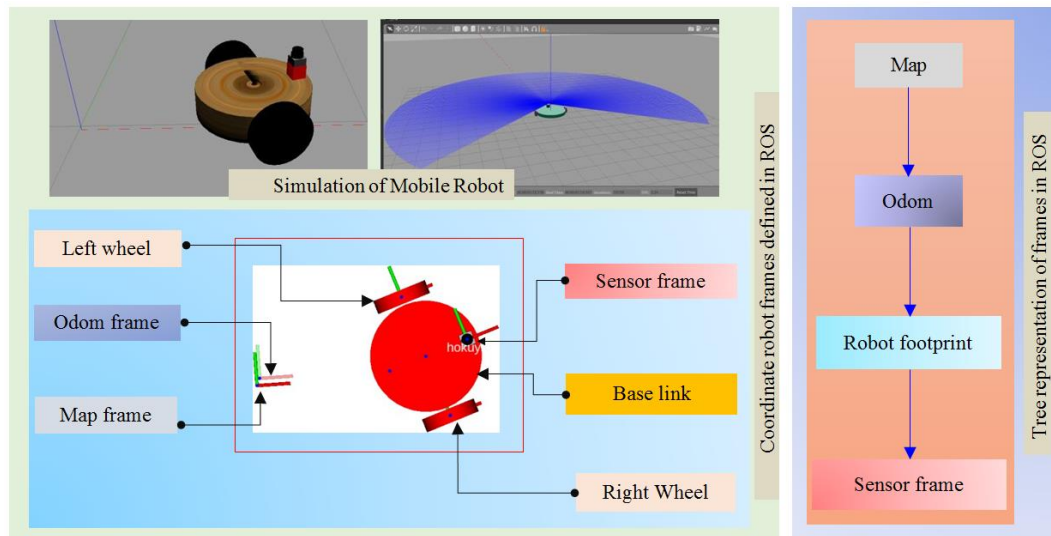 Simulation of Mobile Robot
Left wheel
Odom frame
Map frame
Sensor frame
hokuy
Base link
Right Wheel
Coordinate robot frames defined in ROS
Map
Odom
Robot footprint
Sensor frame
Tree representation of frames in ROS